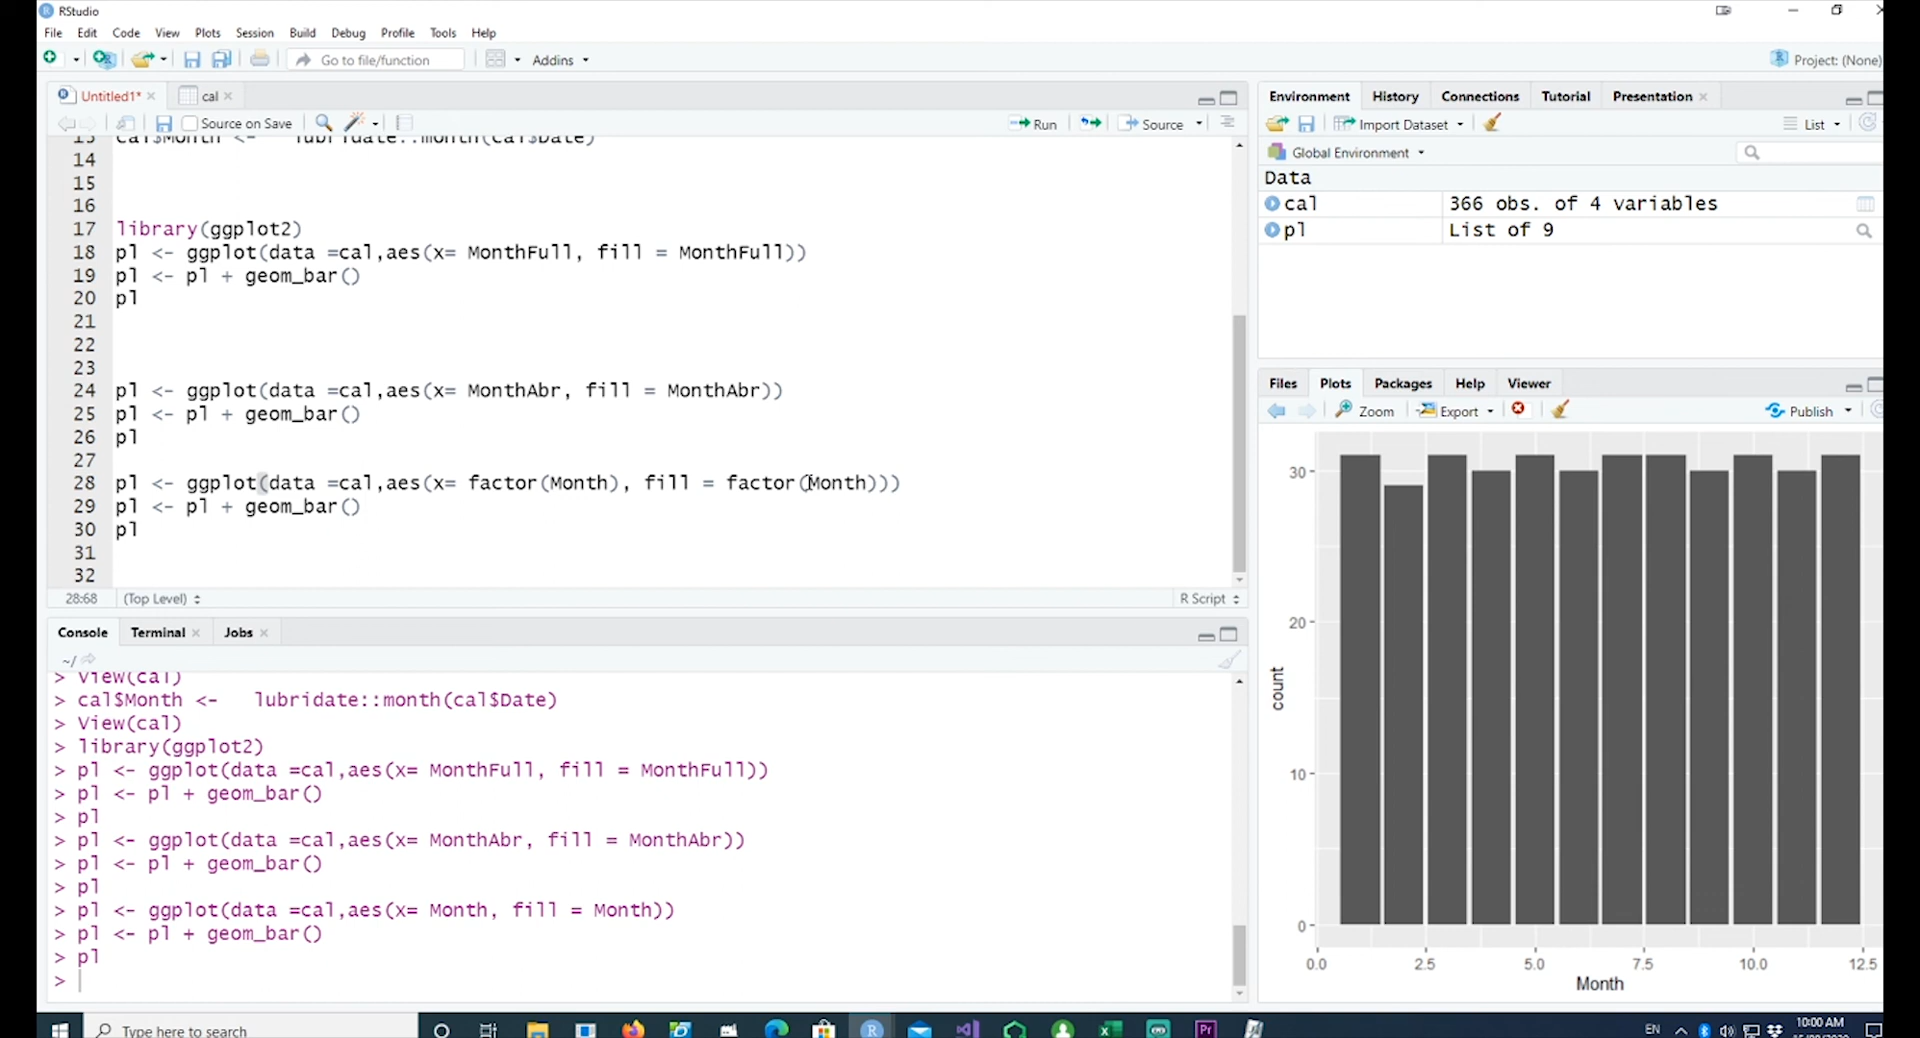 RStudio
File Edit Code View Plots Session Build Debug Profile Tools Help
Go to file/function Addins Project: (None)
Untitled1* cal
Source on Save Run Source
13 cal$Month <- lubridate::month(cal$Date)
14
15
16
17 library(ggplot2)
18 pl <- ggplot(data =cal,aes(x= MonthFull, fill = MonthFull))
19 pl <- pl + geom_bar()
20 pl
21
22
23
24 pl <- ggplot(data =cal,aes(x= MonthAbr, fill = MonthAbr))
25 pl <- pl + geom_bar()
26 pl
27
28 pl <- ggplot(data =cal,aes(x= factor(Month), fill = factor(Month)))
29 pl <- pl + geom_bar()
30 pl
31
32
28:68 (Top Level) R Script
Console Terminal Jobs
~/
> View(cal)
> cal$Month <-   lubridate::month(cal$Date)
> View(cal)
> library(ggplot2)
> pl <- ggplot(data =cal,aes(x= MonthFull, fill = MonthFull))
> pl <- pl + geom_bar()
> pl
> pl <- ggplot(data =cal,aes(x= MonthAbr, fill = MonthAbr))
> pl <- pl + geom_bar()
> pl
> pl <- ggplot(data =cal,aes(x= Month, fill = Month))
> pl <- pl + geom_bar()
> pl
>
Environment History Connections Tutorial Presentation
Import Dataset List
Global Environment
Data
cal 366 obs. of 4 variables
pl List of 9
Files Plots Packages Help Viewer
Zoom Export Publish
30
20
10
0
count
0.0 2.5 5.0 7.5 10.0 12.5
Month
Type here to search
EN 10:00 AM